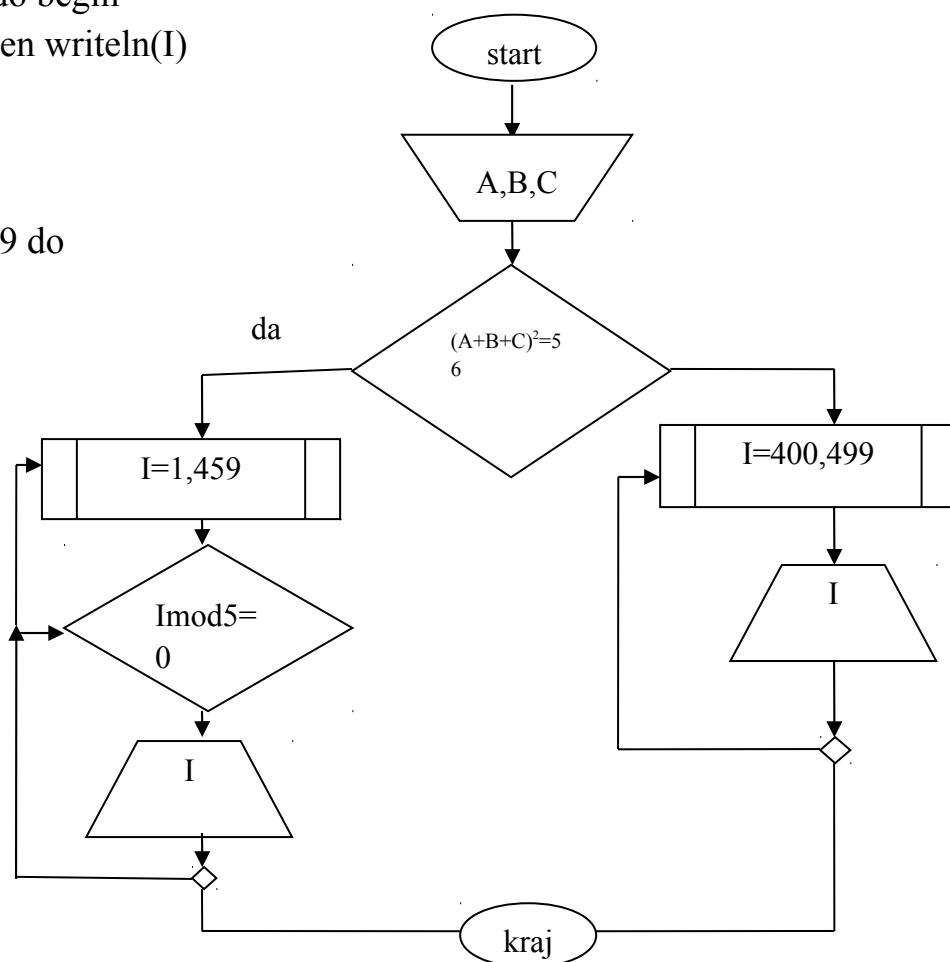 do begin
en writeln(I)
9 do
start
A,B,C
(A+B+C)²=5
6
da
I=1,459
I=400,499
Imod5=
0
I
I
kraj